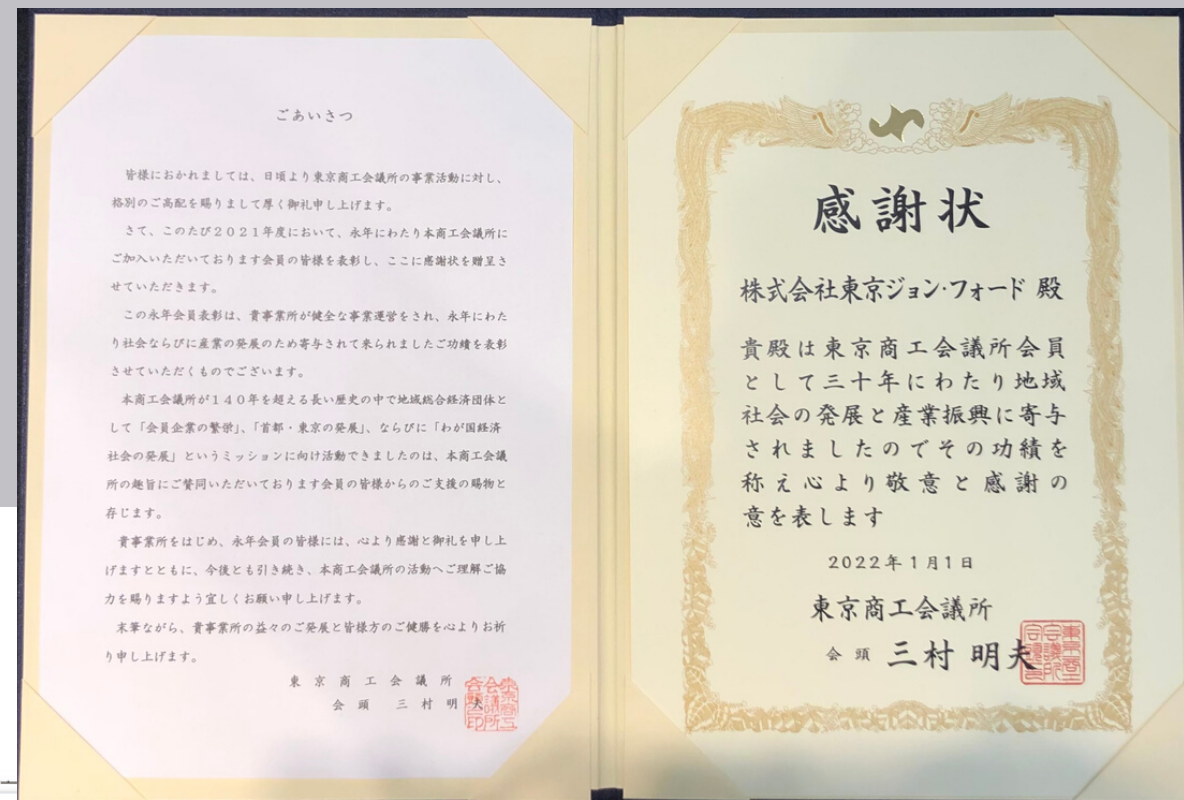 ごあいさつ
皆様におかれましては、日頃より東京商工会議所の事業活動に対し、
格別のご高配を賜りまして厚く御礼申し上げます。
さて、このたび2021年度において、永年にわたり本商工会議所に
ご加入いただいております会員の皆様を表彰し、ここに感謝状を贈呈さ
せていただきます。
この永年会員表彰は、貴事業所が健全な事業運営をされ、永年にわた
り社会ならびに産業の発展のため寄与されて来られましたご功績を表彰
させていただくものでございます。
本商工会議所が140年を超える長い歴史の中で地域総合経済団体と
して「会員企業の繁栄」、「首都・東京の発展」、ならびに「わが国経済
社会の発展」というミッションに向け活動できましたのは、本商工会議
所の趣旨にご賛同いただいております会員の皆様からのご支援の賜物と
存じます。
貴事業所をはじめ、永年会員の皆様には、心より感謝と御礼を申し上
げますとともに、今後とも引き続き、本商工会議所の活動へご理解ご協
力を賜りますよう宜しくお願い申し上げます。
末筆ながら、貴事業所の益々のご発展と皆様方のご健勝を心よりお祈
り申し上げます。
東京商工会議所
会頭 三村明夫
感謝状
株式会社東京ジョン・フォード 殿
貴殿は東京商工会議所会員
として三十年にわたり地域
社会の発展と産業振興に寄与
されましたのでその功績を
称え心より敬意と感謝の
意を表します
2022年1月1日
東京商工会議所
会頭 三村 明夫